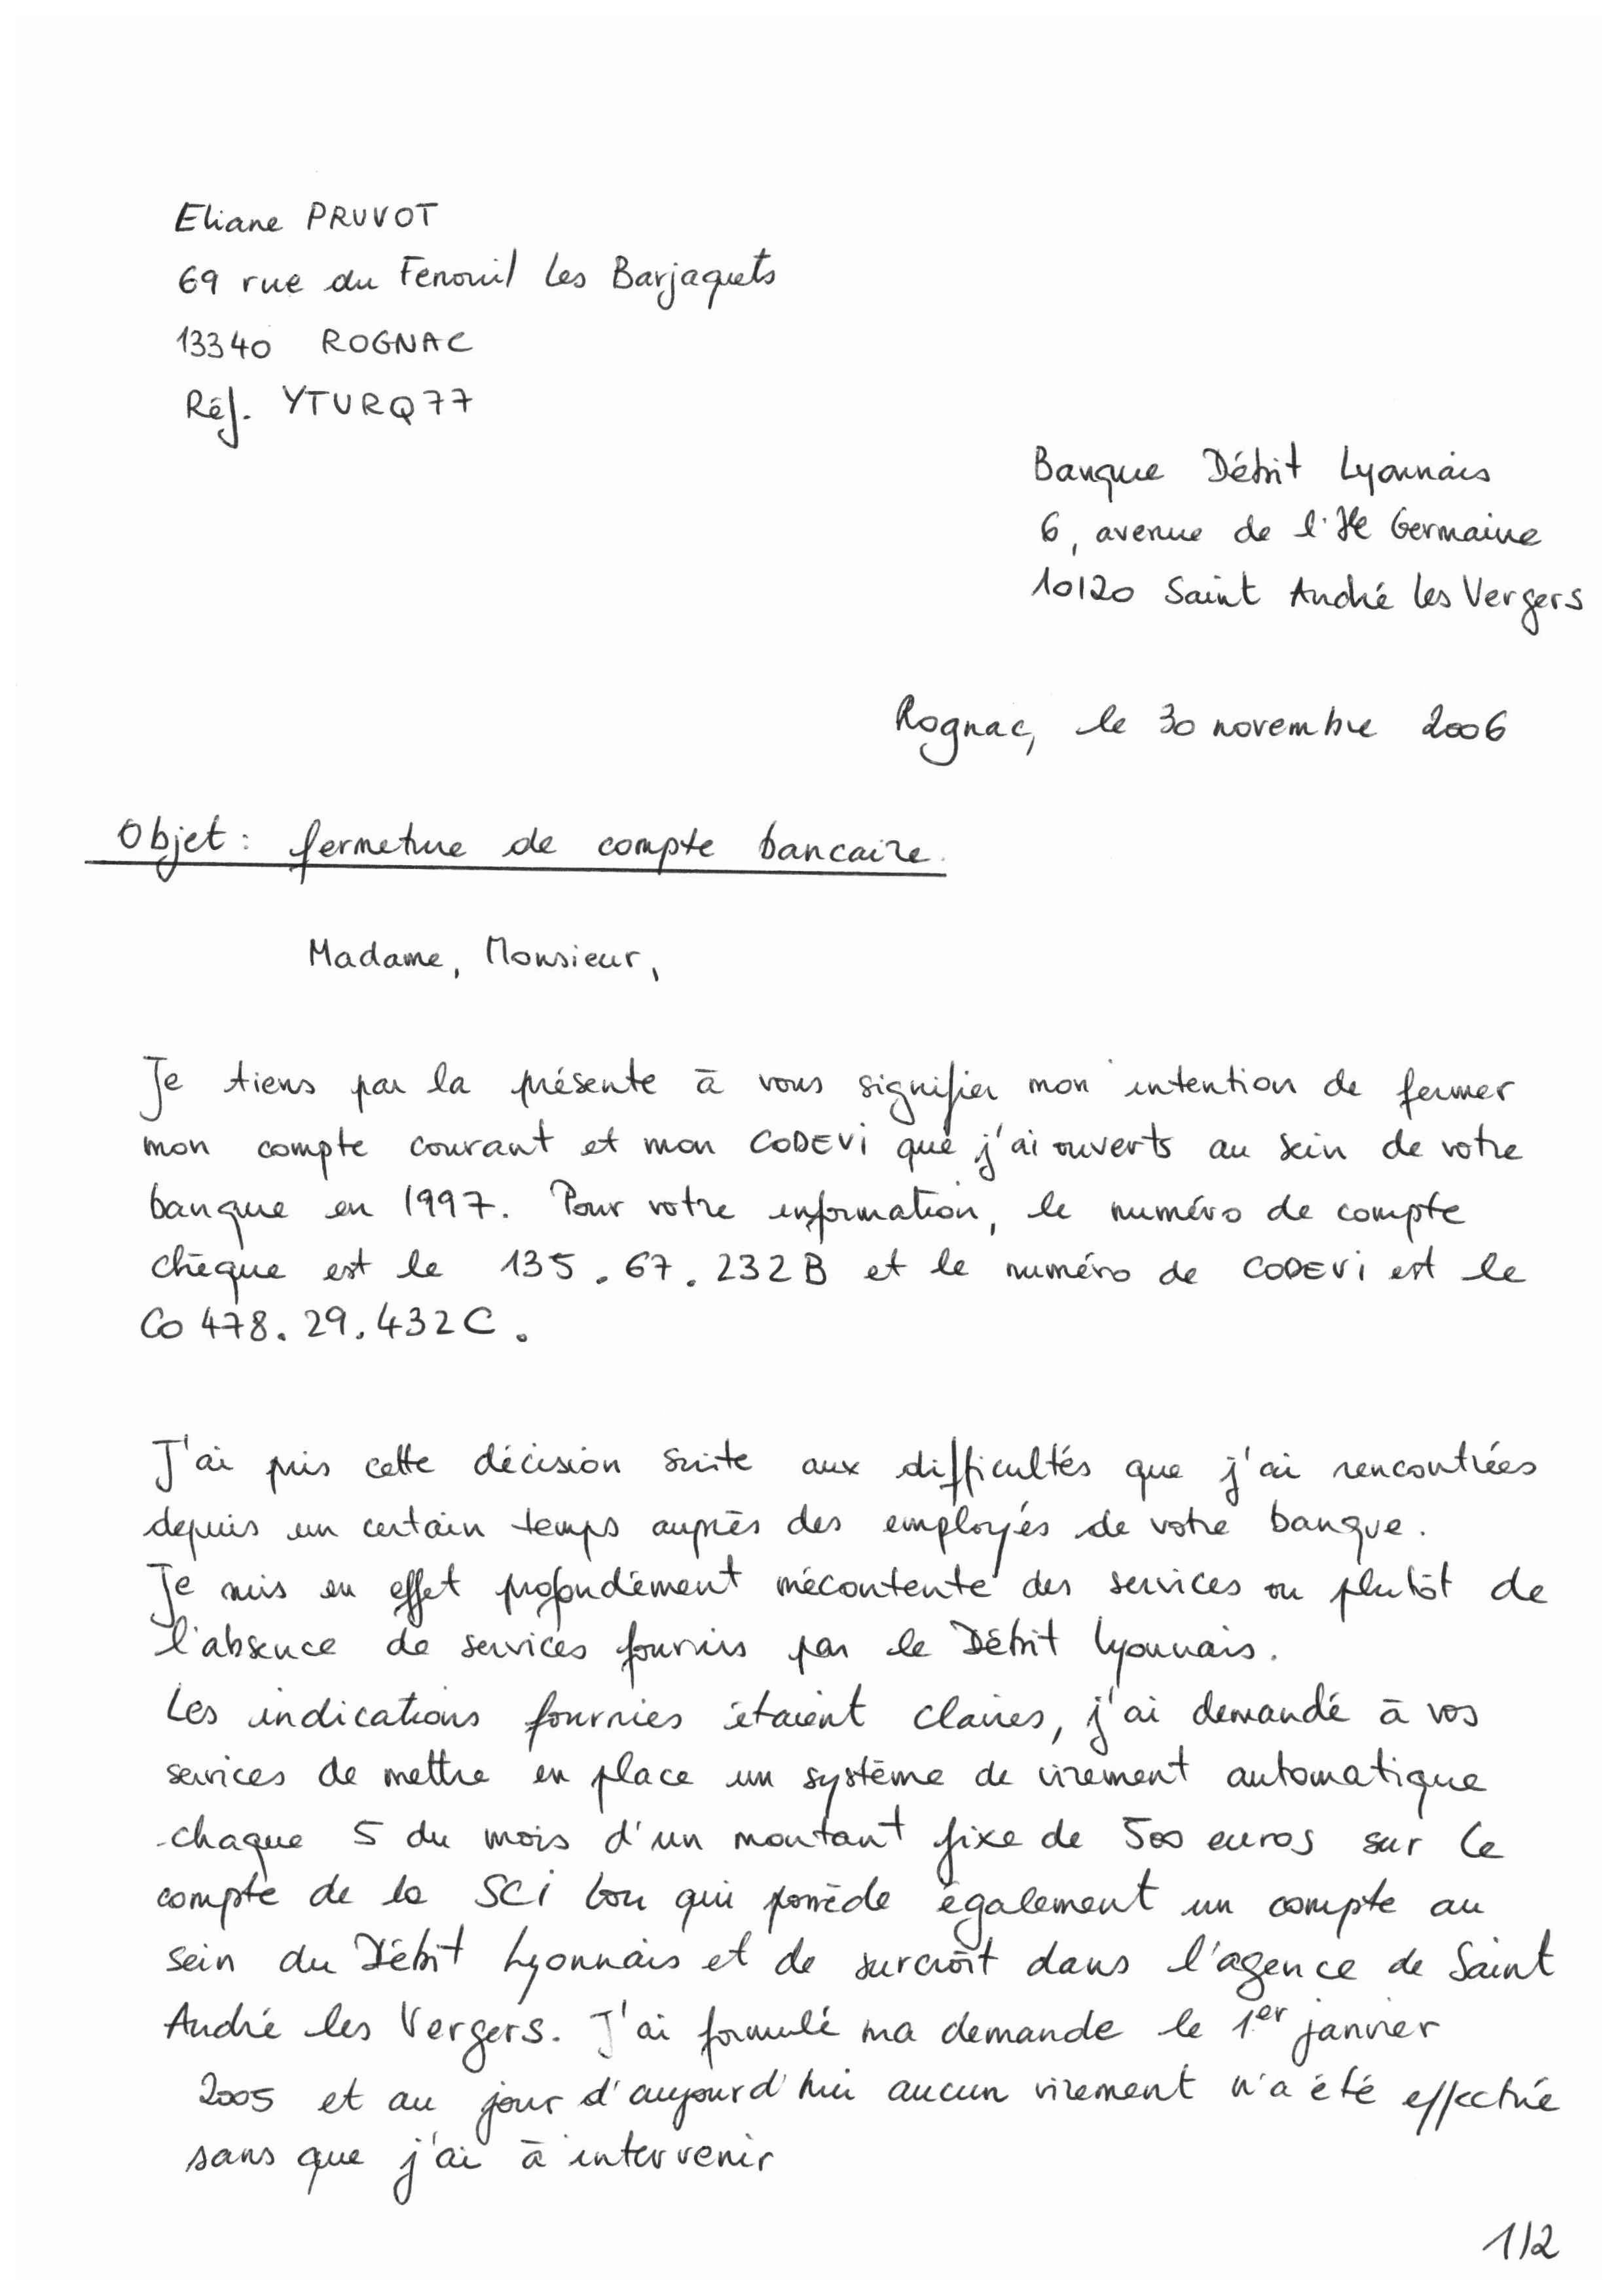 Eliane PRUVOT
69 rue du Fenouil Les Barjaquets
13340 ROGNAC
Réf. YTURQ77
Banque Débit Lyonnais
6, avenue de l'Ile Germaine
10120 Saint André les Vergers
Rognac, le 30 novembre 2006
Objet : fermeture de compte bancaire.
Madame, Monsieur,
Je tiens par la présente à vous signifier mon intention de fermer
mon compte courant et mon CODEVI que j'ai ouverts au sein de votre
banque en 1997. Pour votre information, le numéro de compte
chèque est le 135.67.232B et le numéro de CODEVI est le
Co 478.29.432C.
J'ai pris cette décision suite aux difficultés que j'ai rencontrées
depuis un certain temps auprès des employés de votre banque.
Je suis en effet profondément mécontente des services ou plutôt de
l'absence de services fournis par le Débit Lyonnais.
Les indications fournies étaient claires, j'ai demandé à vos
services de mettre en place un système de virement automatique
chaque 5 du mois d'un montant fixe de 500 euros sur le
compte de la SCI Lou qui possède également un compte au
sein du Débit Lyonnais et de surcroît dans l'agence de Saint
André les Vergers. J'ai formulé ma demande le 1er janvier
2005 et au jour d'aujourd'hui aucun virement n'a été effectué
sans que j'ai à intervenir
1/2